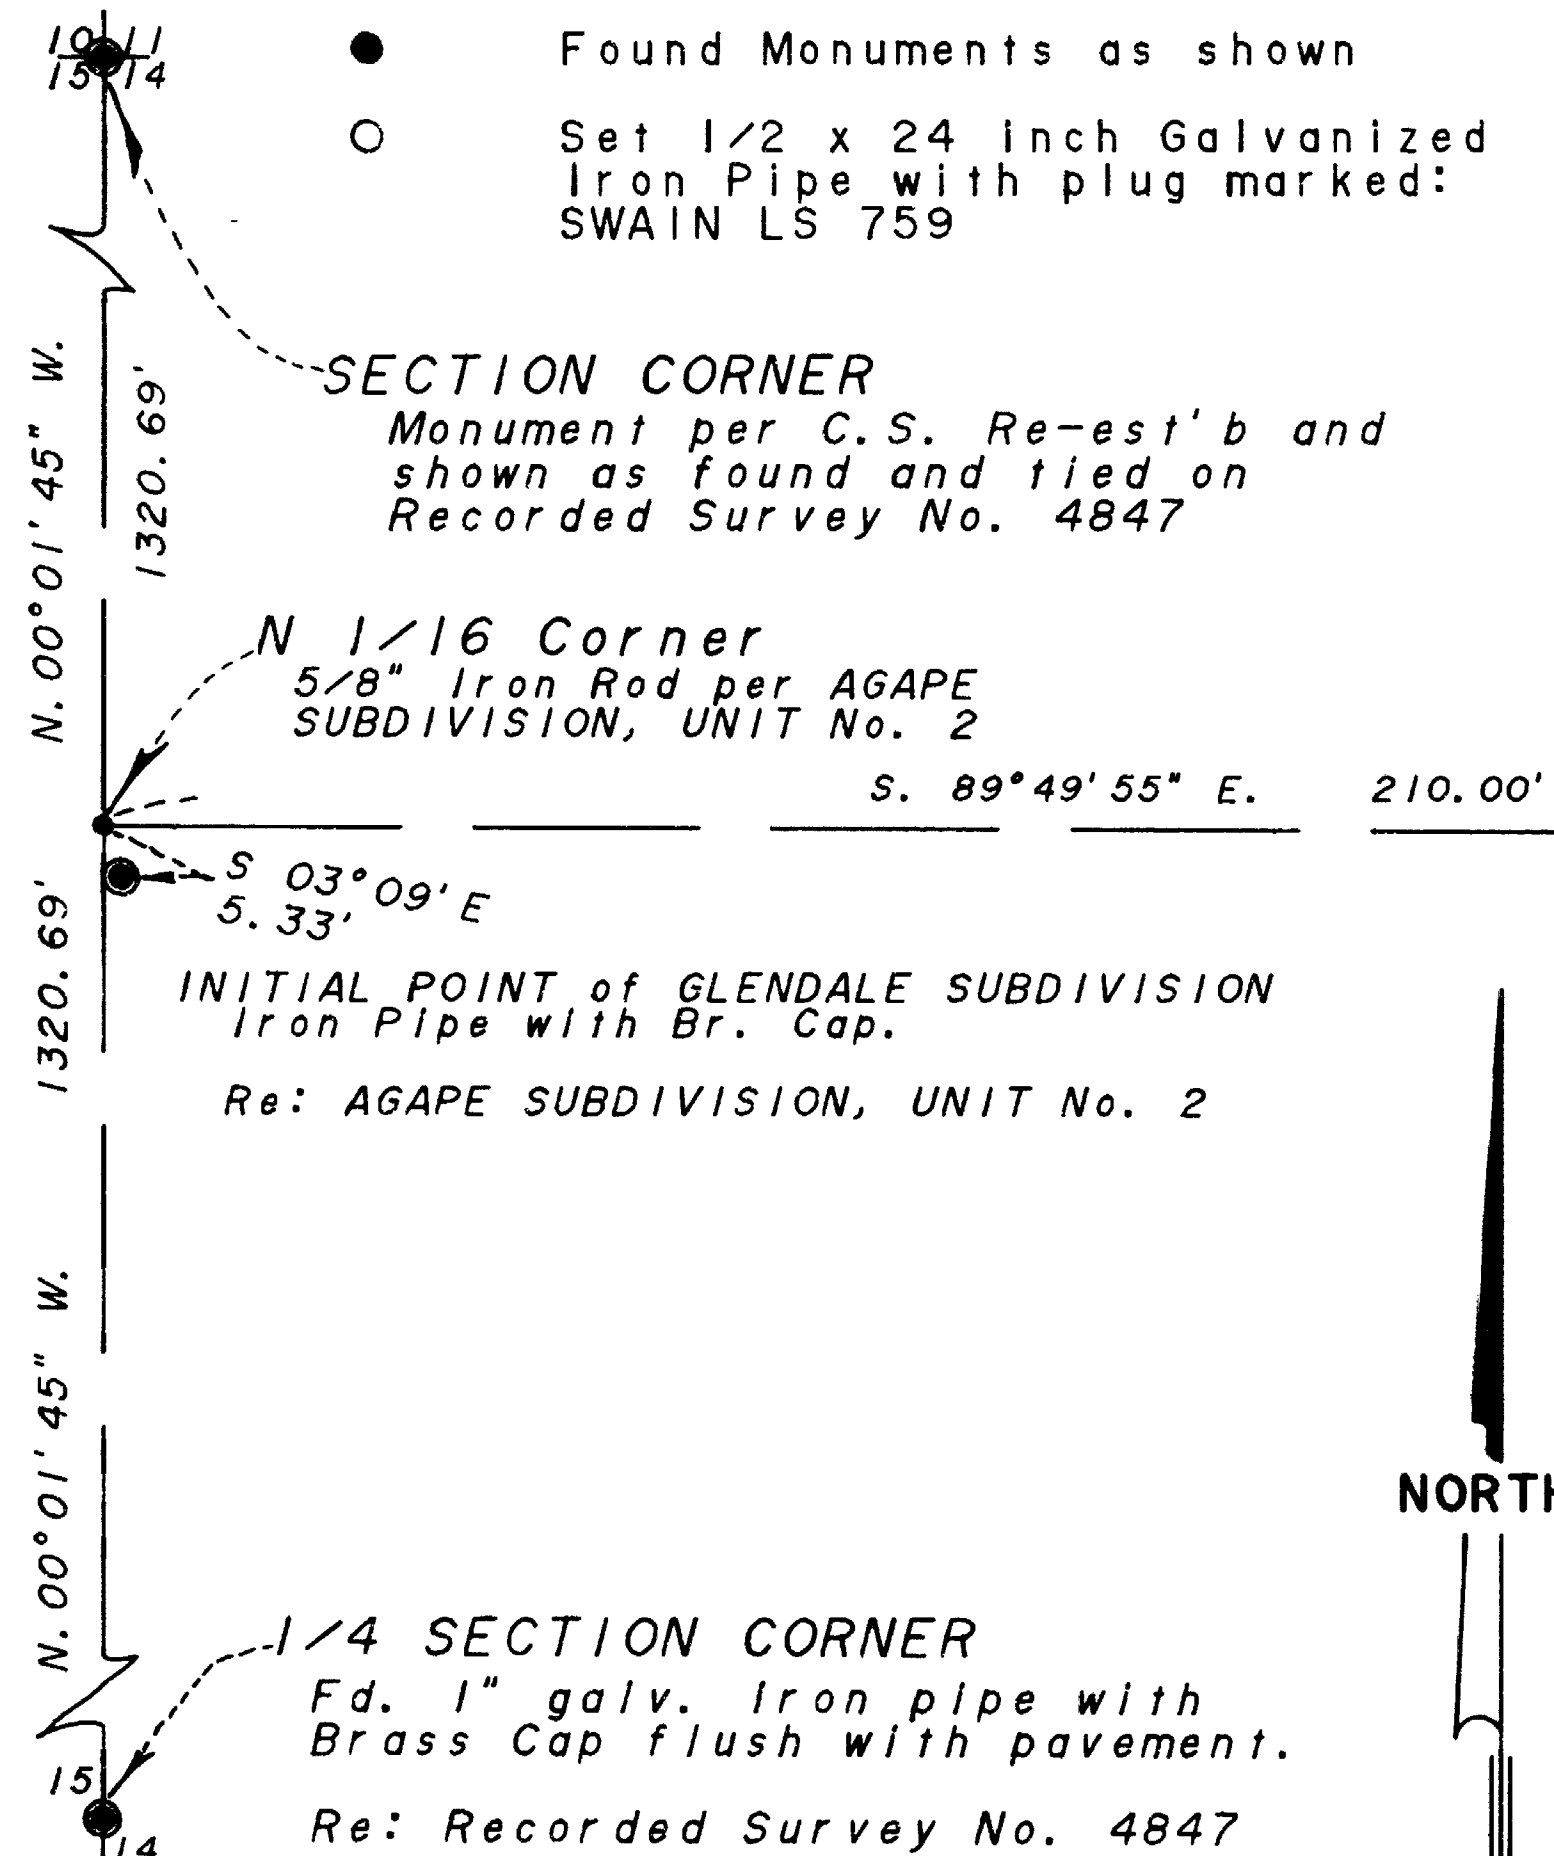 10 11
15 14
Found Monuments as shown
Set 1/2 x 24 inch Galvanized
Iron Pipe with plug marked:
SWAIN LS 759
N. 00°01'45" W.
1320.69'
SECTION CORNER
Monument per C.S. Re-est'b and
shown as found and tied on
Recorded Survey No. 4847
N 1/16 Corner
5/8" Iron Rod per AGAPE
SUBDIVISION, UNIT No. 2
S. 89°49'55" E. 210.00'
S 03°09'E
5.33'
1320.69'
INITIAL POINT of GLENDALE SUBDIVISION
Iron Pipe with Br. Cap.
Re: AGAPE SUBDIVISION, UNIT No. 2
N. 00°01'45" W.
NORTH
1/4 SECTION CORNER
Fd. 1" galv. Iron pipe with
Brass Cap flush with pavement.
15
14
Re: Recorded Survey No. 4847